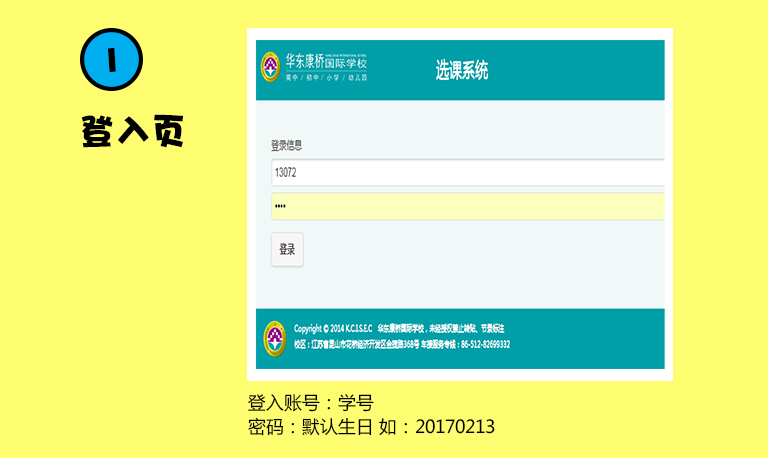 1
登入页
华东康桥国际学校
高中 / 初中 / 小学 / 幼儿园
选课系统
登录信息
13072
••••
登录
Copyright © 2014 K.C.I.S.E.C 华东康桥国际学校，未经授权禁止转贴、节录标注
校区：江苏省昆山市花桥经济开发区金捷路368号 车接服务专线：86-512-82699332
登入账号：学号
密码：默认生日 如：20170213